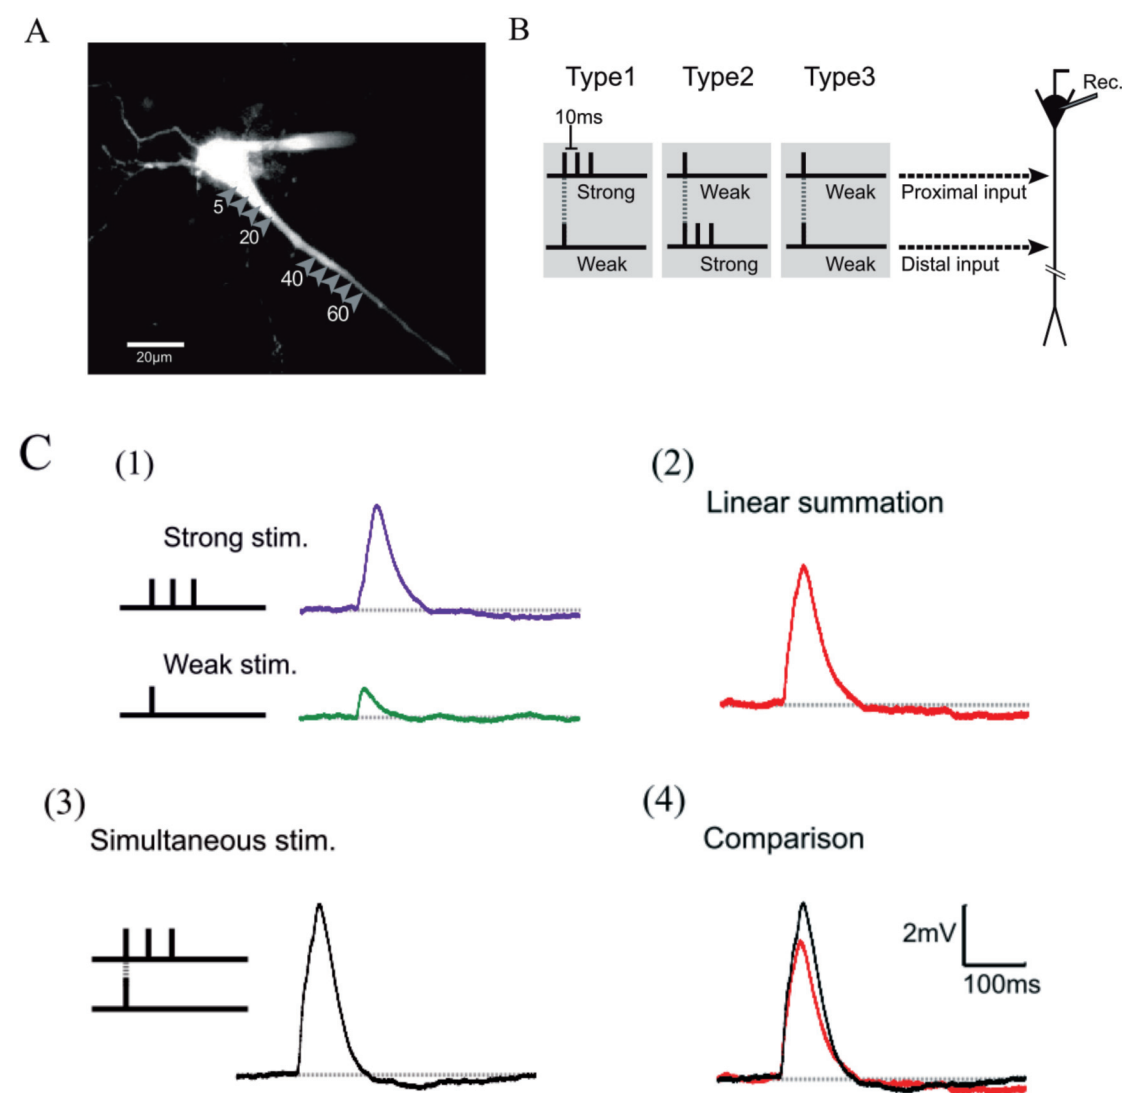 A
5
20
40
60
20μm
B
Type1 Type2 Type3
Rec.
10ms
Strong Weak Weak Proximal input
Weak Strong Weak Distal input
C
(1)
Strong stim.
Weak stim.
(2)
Linear summation
(3)
Simultaneous stim.
(4)
Comparison
2mV
100ms